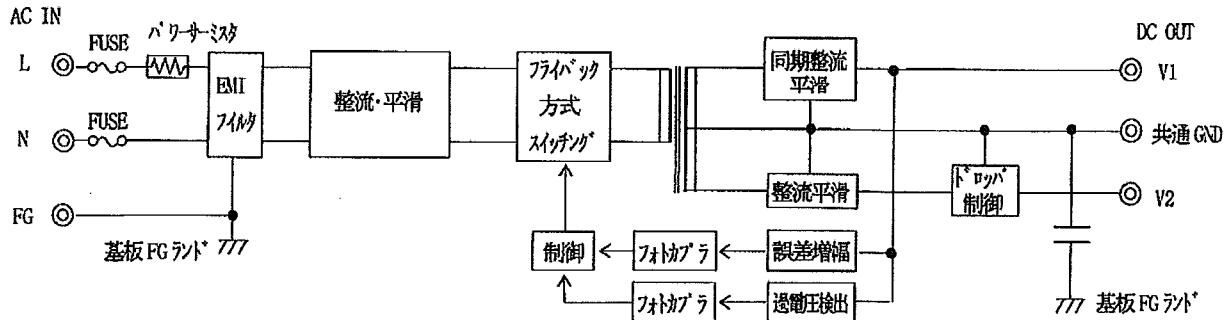 AC IN
DC OUT
L
FUSE
パワーサーミスタ
EMI
フィルタ
整流・平滑
フライバック
方式
スイッチング
同期整流
平滑
V1
N
FUSE
共通GND
整流平滑
ドロッパ
制御
V2
FG
基板FGランド
制御
フォトカプラ
誤差増幅
フォトカプラ
過電圧検出
基板FGランド